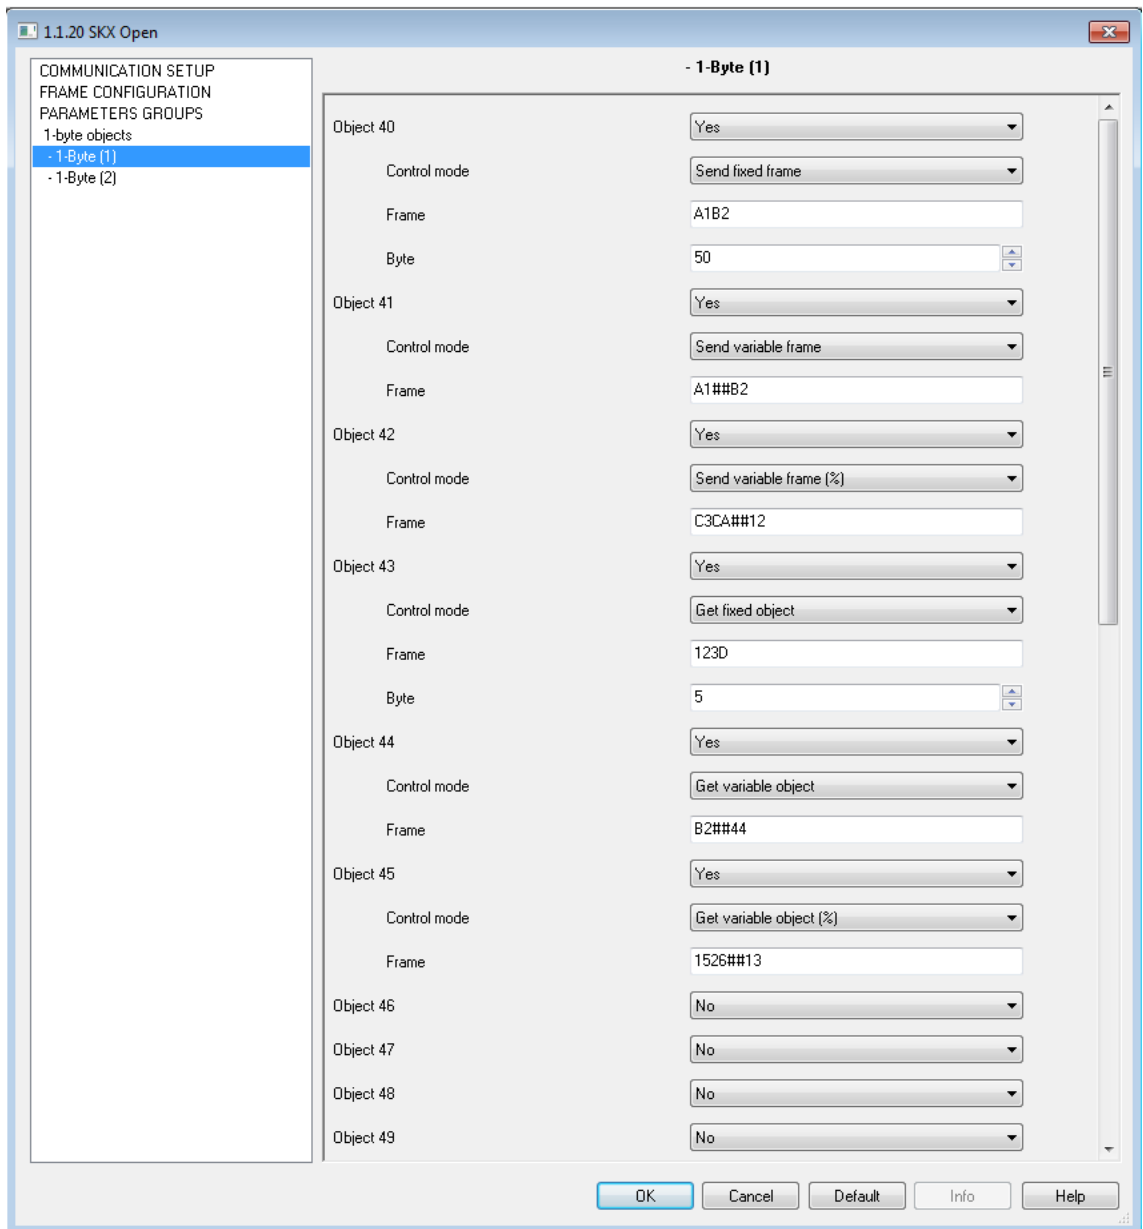 1.1.20 SKX Open
COMMUNICATION SETUP
FRAME CONFIGURATION
PARAMETERS GROUPS
1-byte objects
- 1-Byte (1)
- 1-Byte (2)
- 1-Byte (1)
Object 40 Yes
Control mode Send fixed frame
Frame A1B2
Byte 50
Object 41 Yes
Control mode Send variable frame
Frame A1##B2
Object 42 Yes
Control mode Send variable frame (%)
Frame C3CA##12
Object 43 Yes
Control mode Get fixed object
Frame 123D
Byte 5
Object 44 Yes
Control mode Get variable object
Frame B2##44
Object 45 Yes
Control mode Get variable object (%)
Frame 1526##13
Object 46 No
Object 47 No
Object 48 No
Object 49 No
OK Cancel Default Info Help